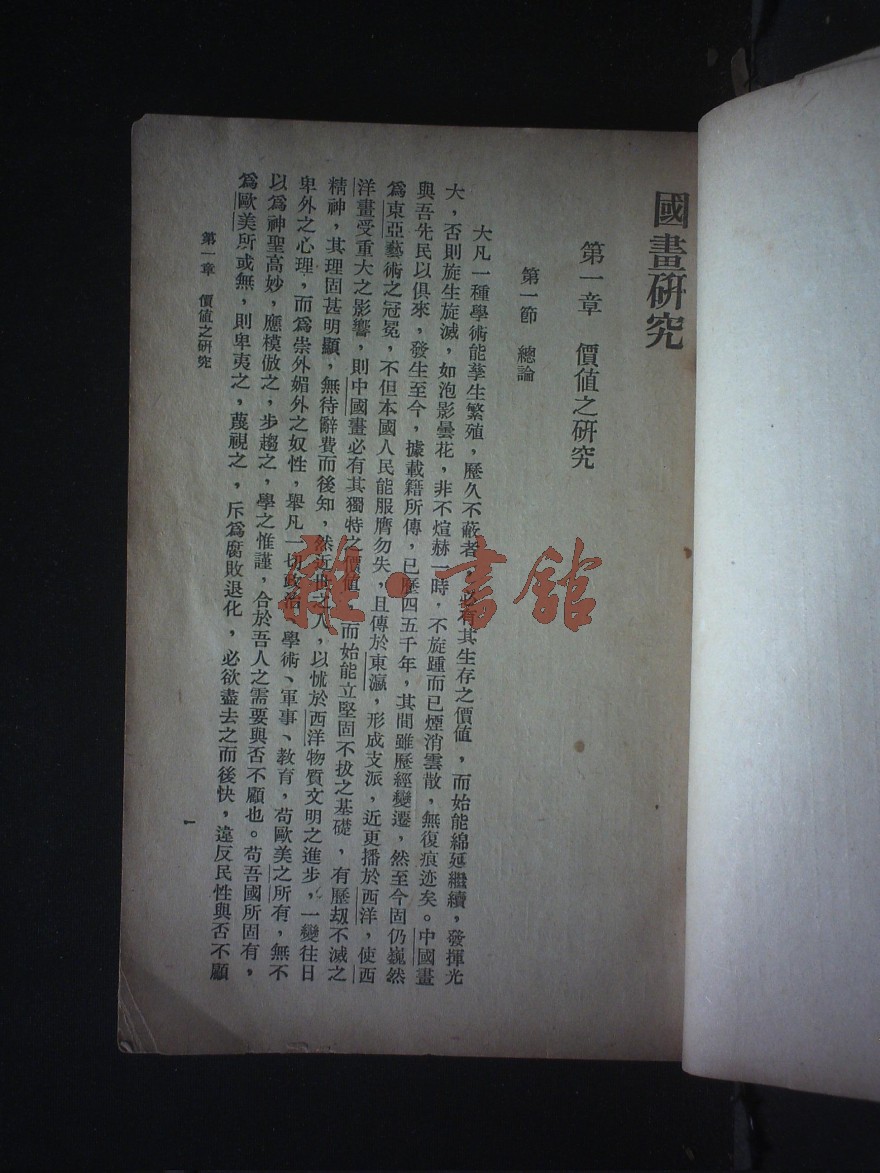 國畫研究
第一章　價值之研究
第一節　總論
大凡一種學術能孳生繁殖，歷久不蔽者，必有其生存之價值，而始能綿延繼續，發揮光
大，否則旋生旋滅，如泡影曇花，非不煊赫一時，不旋踵而已煙消雲散，無復痕迹矣。中國畫
與吾先民以俱來，發生至今，據載籍所傳，已歷四五千年，其間雖歷經變遷，然至今固仍巍然
爲東亞藝術之冠冕，不但本國人民能服膺勿失，且傳於東瀛，形成支派，近更播於西洋，使西
洋畫受重大之影響，則中國畫必有其獨特之價值，而始能立堅固不拔之基礎，有歷刼不滅之
精神，其理固甚明顯，無待辭費而後知，然近世之人，以怵於西洋物質文明之進步，一變往日
卑外之心理，而爲崇外媚外之奴性，舉凡一切政治、學術、軍事、教育，苟歐美之所有，無不
以爲神聖高妙，應模倣之，步趨之，學之惟謹，合於吾人之需要與否不顧也。苟吾國所固有，
爲歐美所或無，則卑夷之，蔑視之，斥爲腐敗退化，必欲盡去之而後快，違反民性與否不顧
第一章　價值之研究
一
雜·書館